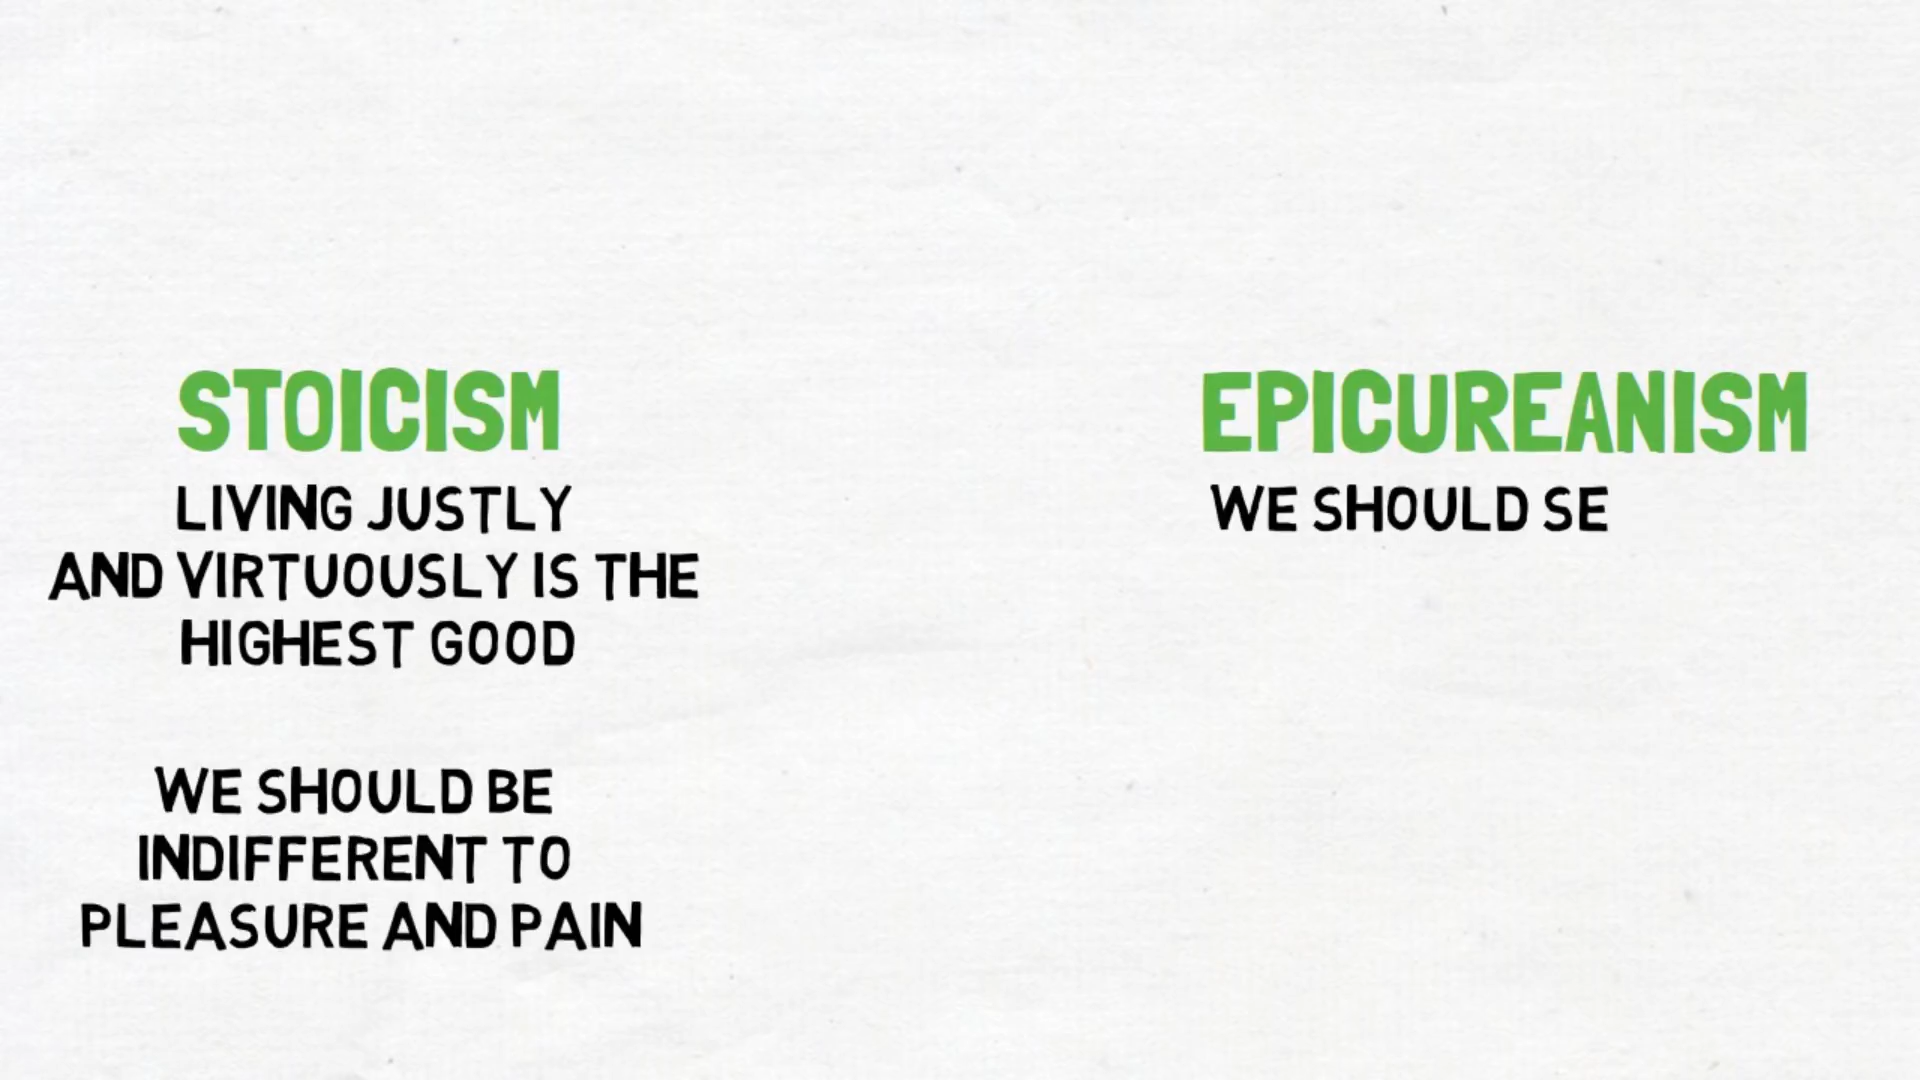 STOICISM
LIVING JUSTLY
AND VIRTUOUSLY IS THE
HIGHEST GOOD
WE SHOULD BE
INDIFFERENT TO
PLEASURE AND PAIN
EPICUREANISM
WE SHOULD SE